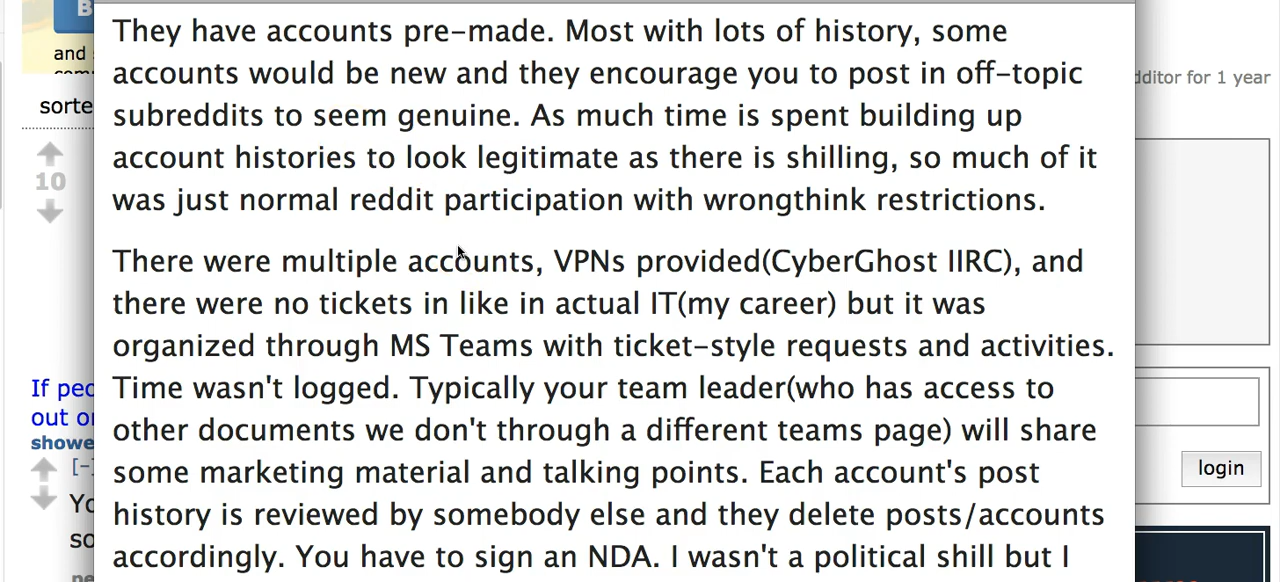 They have accounts pre-made. Most with lots of history, some
accounts would be new and they encourage you to post in off-topic
subreddits to seem genuine. As much time is spent building up
account histories to look legitimate as there is shilling, so much of it
was just normal reddit participation with wrongthink restrictions.
There were multiple accounts, VPNs provided(CyberGhost IIRC), and
there were no tickets in like in actual IT(my career) but it was
organized through MS Teams with ticket-style requests and activities.
Time wasn't logged. Typically your team leader(who has access to
other documents we don't through a different teams page) will share
some marketing material and talking points. Each account's post
history is reviewed by somebody else and they delete posts/accounts
accordingly. You have to sign an NDA. I wasn't a political shill but I
B
and
sorte
10
If peo
out o
showe
[-]
Yo
so
dditor for 1 year
login